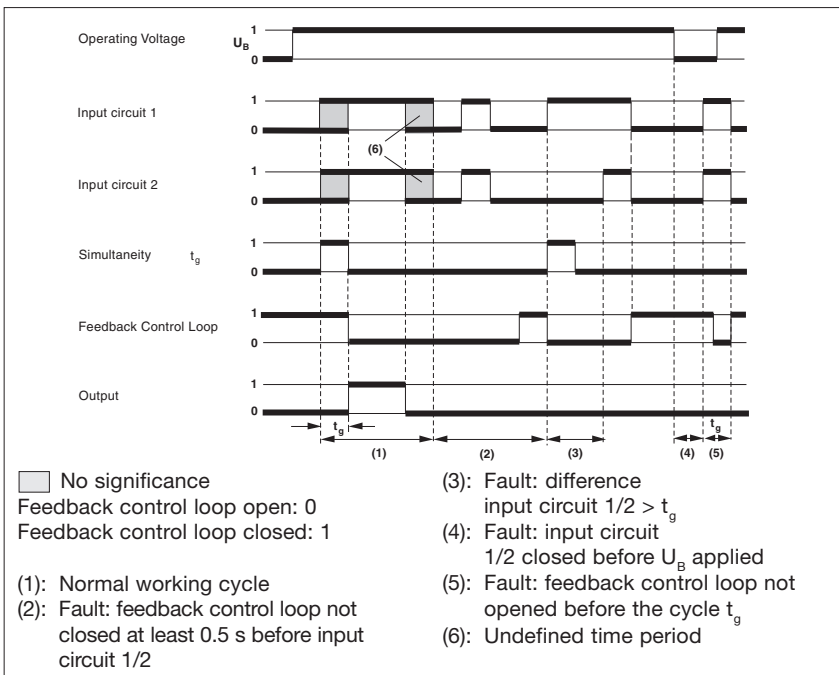 Operating Voltage U_B 1
0
Input circuit 1 1
0
(6)
Input circuit 2 1
0
Simultaneity t_g 1
0
Feedback Control Loop 1
0
Output 1
0
t_g t_g
(1) (2) (3) (4) (5)
No significance
Feedback control loop open: 0
Feedback control loop closed: 1
(1): Normal working cycle
(2): Fault: feedback control loop not
closed at least 0.5 s before input
circuit 1/2
(3): Fault: difference
input circuit 1/2 > t_g
(4): Fault: input circuit
1/2 closed before U_B applied
(5): Fault: feedback control loop not
opened before the cycle t_g
(6): Undefined time period